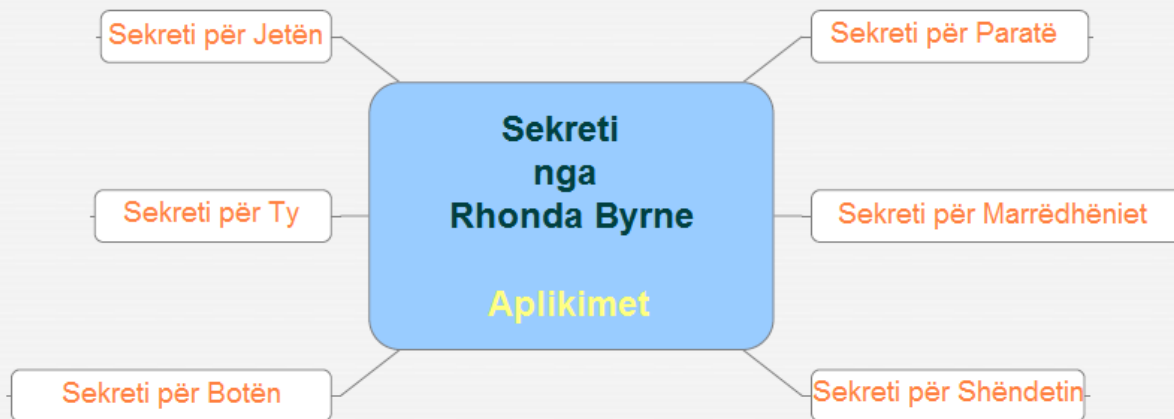 Sekreti për Jetën
Sekreti për Paratë
Sekreti
nga
Rhonda Byrne
Aplikimet
Sekreti për Ty
Sekreti për Marrëdhëniet
Sekreti për Botën
Sekreti për Shëndetin